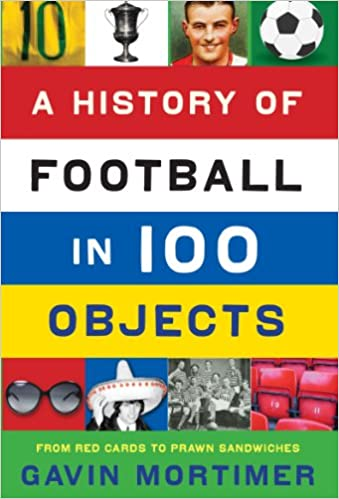 10
A HISTORY OF
FOOTBALL
IN 100
OBJECTS
FROM RED CARDS TO PRAWN SANDWICHES
GAVIN MORTIMER